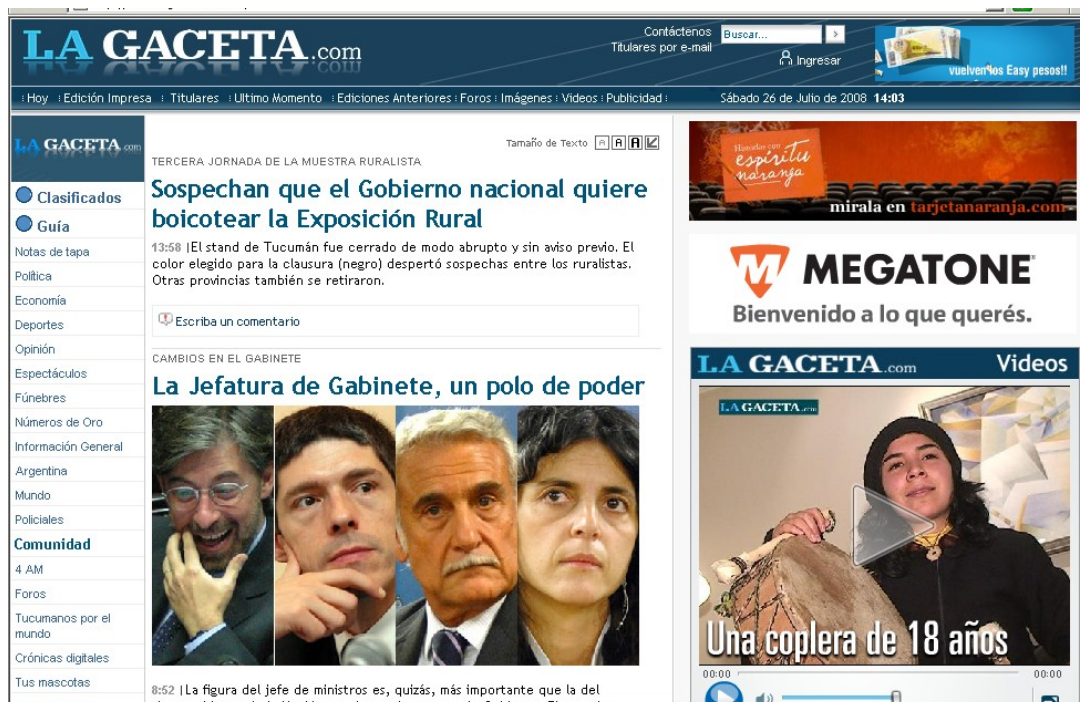 LA GACETA.com
Contáctenos
Titulares por e-mail
Buscar...
Ingresar
vuelven los Easy pesos!!
Hoy : Edición Impresa : Titulares : Ultimo Momento : Ediciones Anteriores : Foros : Imágenes : Videos : Publicidad :
Sábado 26 de Julio de 2008 14:03
LA GACETA.com
Clasificados
Guía
Notas de tapa
Política
Economía
Deportes
Opinión
Espectáculos
Fúnebres
Números de Oro
Información General
Argentina
Mundo
Policiales
Comunidad
4 AM
Foros
Tucumanos por el
mundo
Crónicas digitales
Tus mascotas
Tamaño de Texto A A A
TERCERA JORNADA DE LA MUESTRA RURALISTA
Sospechan que el Gobierno nacional quiere
boicotear la Exposición Rural
13:58 |El stand de Tucumán fue cerrado de modo abrupto y sin aviso previo. El
color elegido para la clausura (negro) despertó sospechas entre los ruralistas.
Otras provincias también se retiraron.
Escriba un comentario
CAMBIOS EN EL GABINETE
La Jefatura de Gabinete, un polo de poder
8:52 |La figura del jefe de ministros es, quizás, más importante que la del
Historias con
espíritu
naranja
mirala en tarjetanaranja.com
MEGATONE
Bienvenido a lo que querés.
LA GACETA.com Videos
LA GACETA.com
Una coplera de 18 años
00:00 00:00